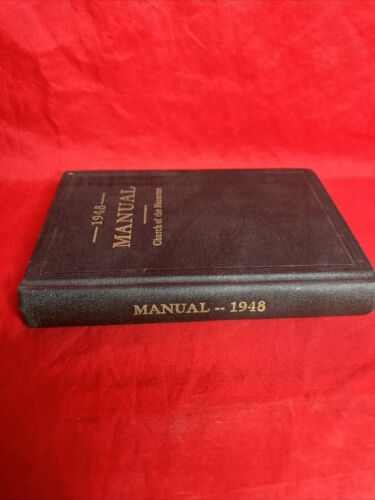 —1948—
MANUAL
Church of the Nazarene
MANUAL -- 1948